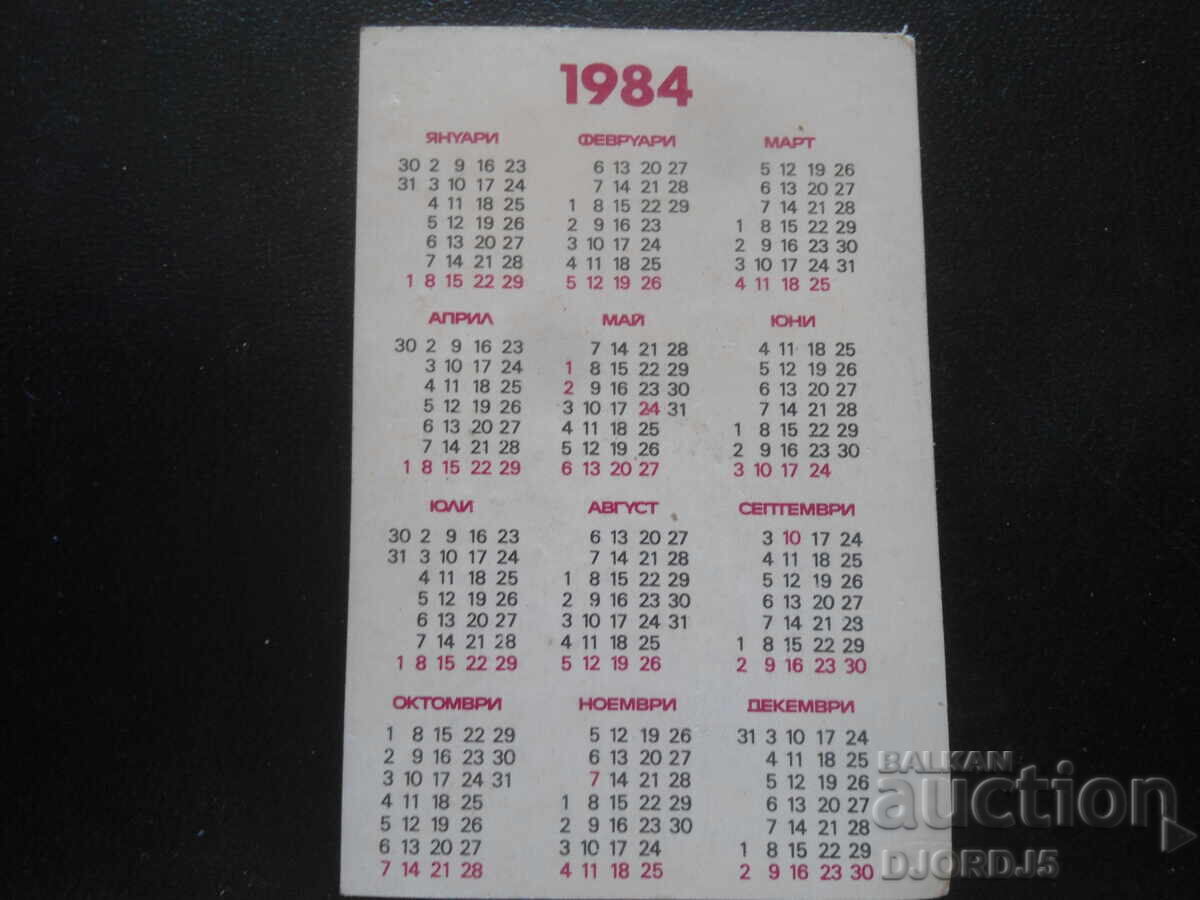 1984
ЯНУАРИ ФЕВРУАРИ МАРТ
30 2 9 16 23 6 13 20 27 5 12 19 26
31 3 10 17 24 7 14 21 28 6 13 20 27
4 11 18 25 1 8 15 22 29 7 14 21 28
5 12 19 26 2 9 16 23 1 8 15 22 29
6 13 20 27 3 10 17 24 2 9 16 23 30
7 14 21 28 4 11 18 25 3 10 17 24 31
1 8 15 22 29 5 12 19 26 4 11 18 25
АПРИЛ МАЙ ЮНИ
30 2 9 16 23 7 14 21 28 4 11 18 25
3 10 17 24 1 8 15 22 29 5 12 19 26
4 11 18 25 2 9 16 23 30 6 13 20 27
5 12 19 26 3 10 17 24 31 7 14 21 28
6 13 20 27 4 11 18 25 1 8 15 22 29
7 14 21 28 5 12 19 26 2 9 16 23 30
1 8 15 22 29 6 13 20 27 3 10 17 24
ЮЛИ АВГУСТ СЕПТЕМВРИ
30 2 9 16 23 6 13 20 27 3 10 17 24
31 3 10 17 24 7 14 21 28 4 11 18 25
4 11 18 25 1 8 15 22 29 5 12 19 26
5 12 19 26 2 9 16 23 30 6 13 20 27
6 13 20 27 3 10 17 24 31 7 14 21 28
7 14 21 28 4 11 18 25 1 8 15 22 29
1 8 15 22 29 5 12 19 26 2 9 16 23 30
ОКТОМВРИ НОЕМВРИ ДЕКЕМВРИ
1 8 15 22 29 5 12 19 26 31 3 10 17 24
2 9 16 23 30 6 13 20 27 4 11 18 25
3 10 17 24 31 7 14 21 28 5 12 19 26
4 11 18 25 1 8 15 22 29 6 13 20 27
5 12 19 26 2 9 16 23 30 7 14 21 28
6 13 20 27 3 10 17 24 1 8 15 22 29
7 14 21 28 4 11 18 25 2 9 16 23 30
BALKAN
auction
DJORDJ5